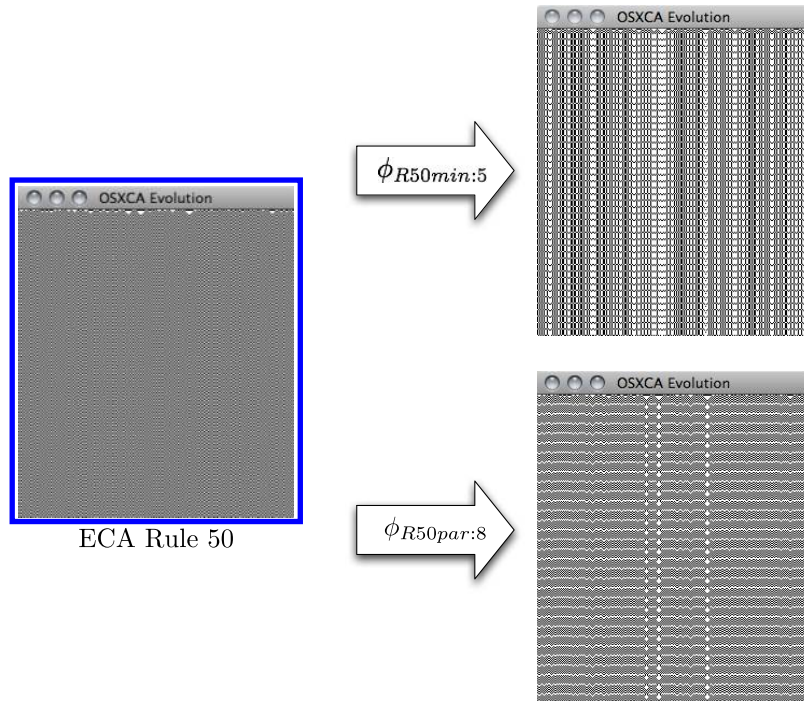 OSXCA Evolution
ϕR50min:5
OSXCA Evolution
ECA Rule 50
OSXCA Evolution
ϕR50par:8